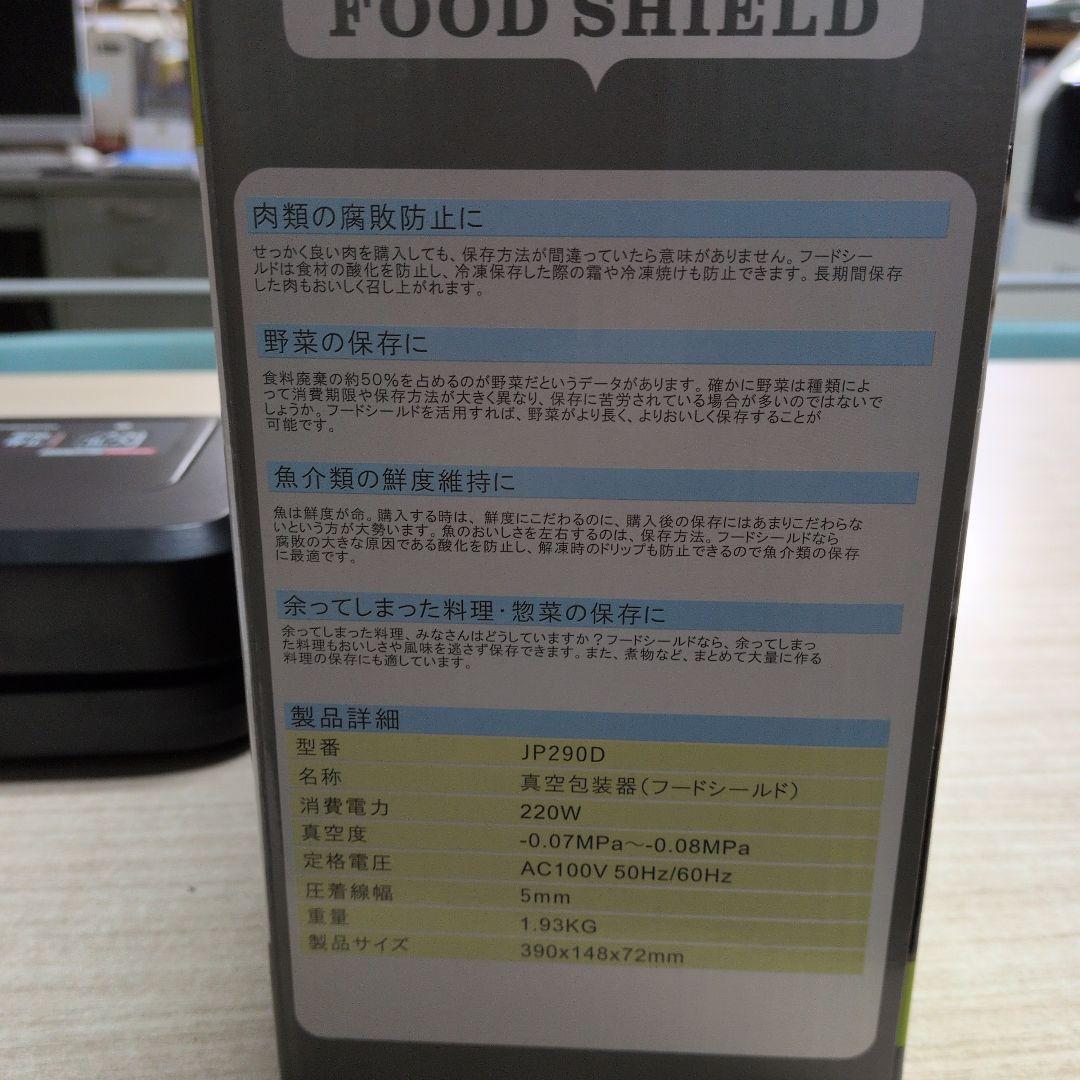 FOOD SHIELD
肉類の腐敗防止に
せっかく良い肉を購入しても、保存方法が間違っていたら意味がありません。フードシー
ルドは食材の酸化を防止し、冷凍保存した際の霜や冷凍焼けも防止できます。長期間保存
した肉もおいしく召し上がれます。
野菜の保存に
食料廃棄の約50%を占めるのが野菜だというデータがあります。確かに野菜は種類によ
って消費期限や保存方法が大きく異なり、保存に苦労されている場合が多いのではないで
しょうか。フードシールドを活用すれば、野菜がより長く、よりおいしく保存することが
可能です。
魚介類の鮮度維持に
魚は鮮度が命。購入する時は、鮮度にこだわるのに、購入後の保存にはあまりこだわらな
いという方が大勢います。魚のおいしさを左右するのは、保存方法。フードシールドなら
腐敗の大きな原因である酸化を防止し、解凍時のドリップも防止できるので魚介類の保存
に最適です。
余ってしまった料理・惣菜の保存に
余ってしまった料理、みなさんはどうしていますか？フードシールドなら、余ってしまっ
た料理もおいしさや風味を逃さず保存できます。また、煮物など、まとめて大量に作る
料理の保存にも適しています。
製品詳細
型番 JP290D
名称 真空包装器（フードシールド）
消費電力 220W
真空度 -0.07MPa～-0.08MPa
定格電圧 AC100V 50Hz/60Hz
圧着線幅 5mm
重量 1.93KG
製品サイズ 390x148x72mm